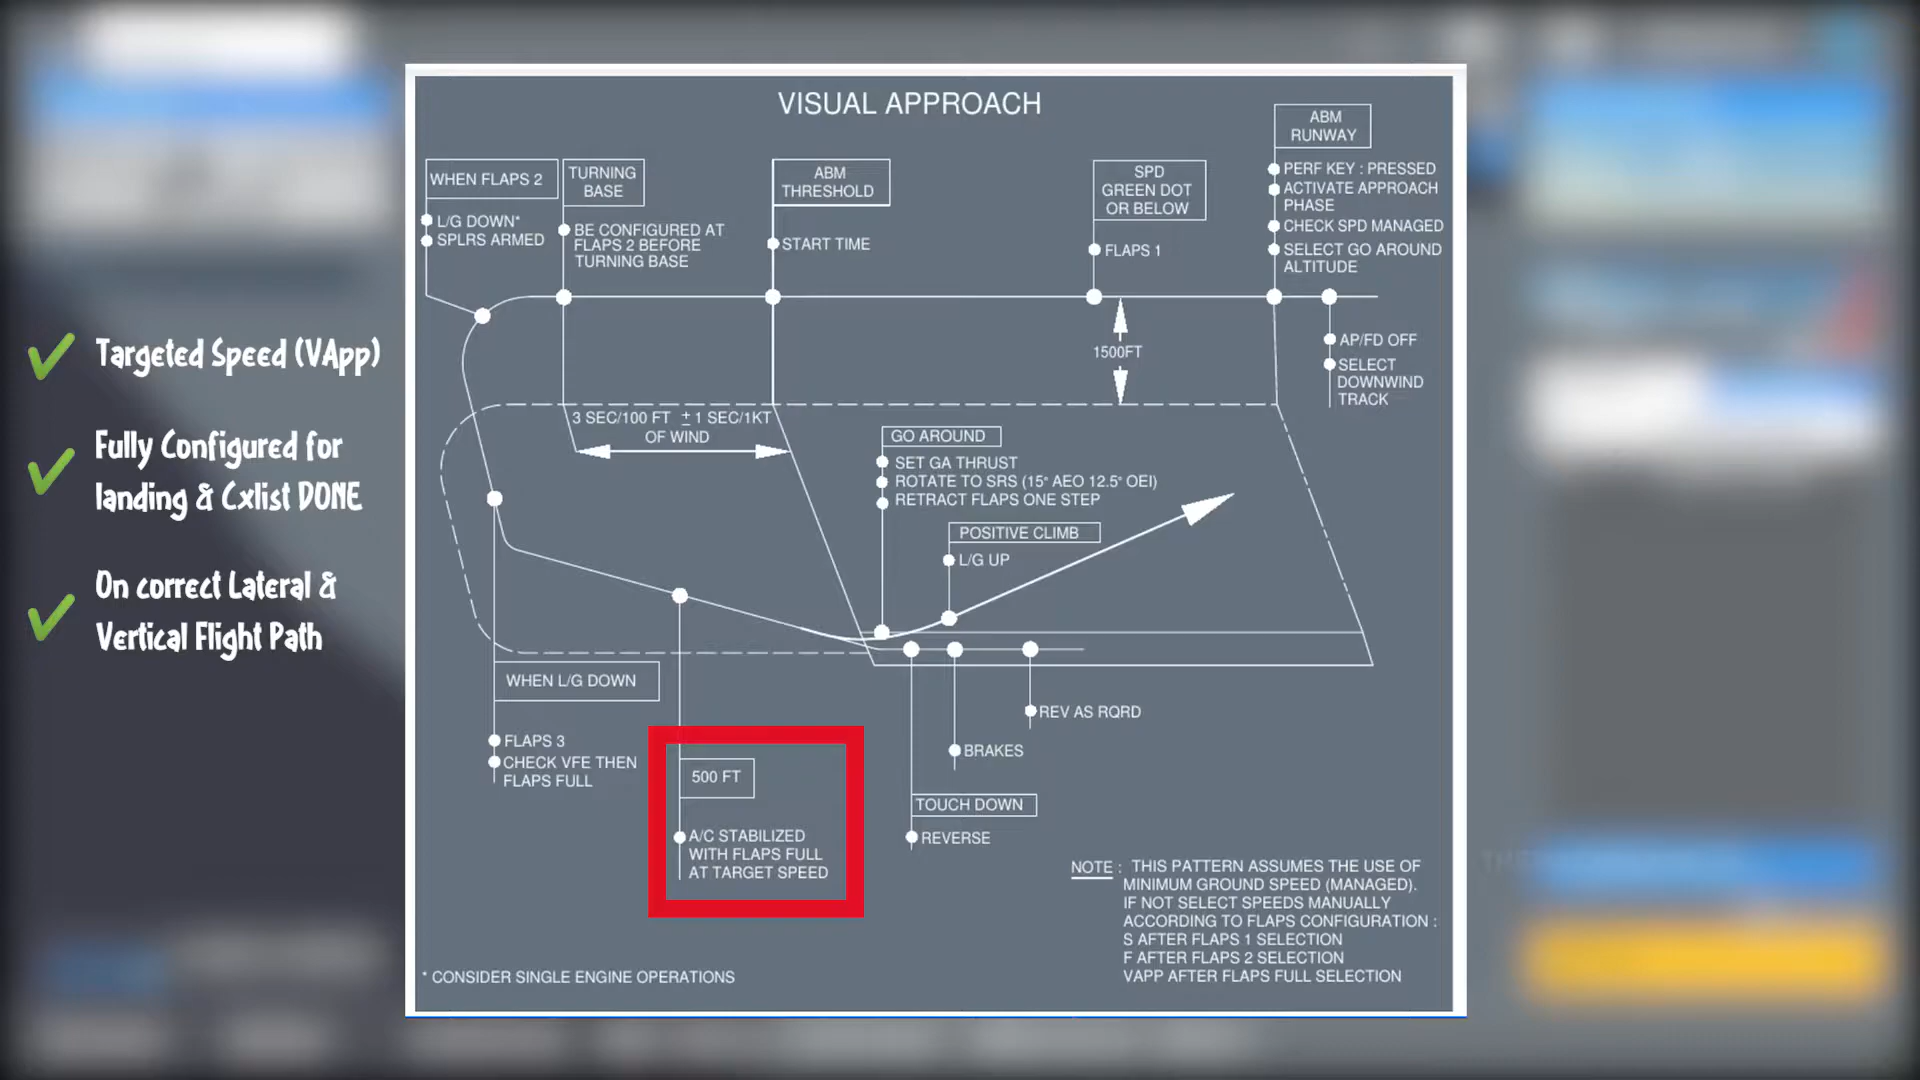 VISUAL APPROACH
ABM
RUNWAY
PERF KEY : PRESSED
ACTIVATE APPROACH
PHASE
CHECK SPD MANAGED
SELECT GO AROUND
ALTITUDE
WHEN FLAPS 2
L/G DOWN*
SPLRS ARMED
TURNING
BASE
BE CONFIGURED AT
FLAPS 2 BEFORE
TURNING BASE
ABM
THRESHOLD
START TIME
SPD
GREEN DOT
OR BELOW
FLAPS 1
1500FT
AP/FD OFF
SELECT
DOWNWIND
TRACK
Targeted Speed (VApp)
Fully Configured for
landing & Cxlist DONE
On correct Lateral &
Vertical Flight Path
3 SEC/100 FT ± 1 SEC/1KT
OF WIND
GO AROUND
SET GA THRUST
ROTATE TO SRS (15° AEO 12.5° OEI)
RETRACT FLAPS ONE STEP
POSITIVE CLIMB
L/G UP
WHEN L/G DOWN
FLAPS 3
CHECK VFE THEN
FLAPS FULL
500 FT
A/C STABILIZED
WITH FLAPS FULL
AT TARGET SPEED
REV AS RQRD
BRAKES
TOUCH DOWN
REVERSE
NOTE : THIS PATTERN ASSUMES THE USE OF
MINIMUM GROUND SPEED (MANAGED).
IF NOT SELECT SPEEDS MANUALLY
ACCORDING TO FLAPS CONFIGURATION :
S AFTER FLAPS 1 SELECTION
F AFTER FLAPS 2 SELECTION
VAPP AFTER FLAPS FULL SELECTION
* CONSIDER SINGLE ENGINE OPERATIONS